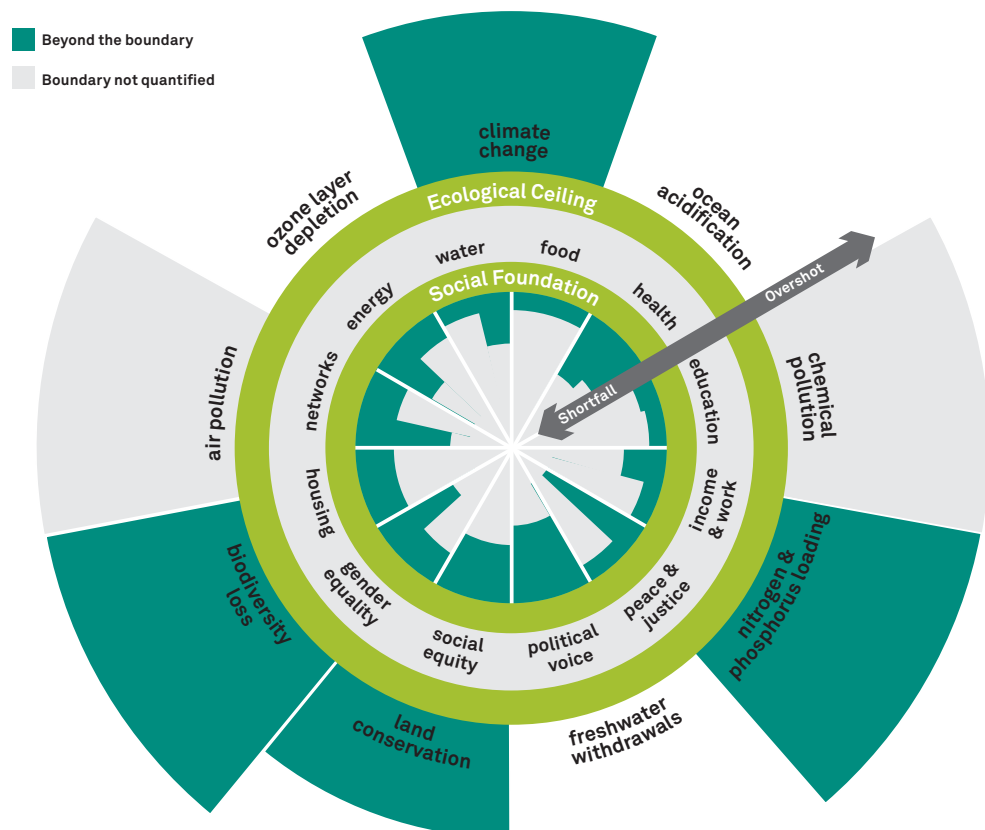 Beyond the boundary
Boundary not quantified
climate
change
ozone layer
depletion
ocean
acidification
Ecological Ceiling
water
food
energy
Social Foundation
health
Overshot
networks
education
Shortfall
air pollution
chemical
pollution
housing
income
& work
biodiversity
loss
gender
equality
peace &
justice
nitrogen &
phosphorus loading
social
equity
political
voice
land
conservation
freshwater
withdrawals